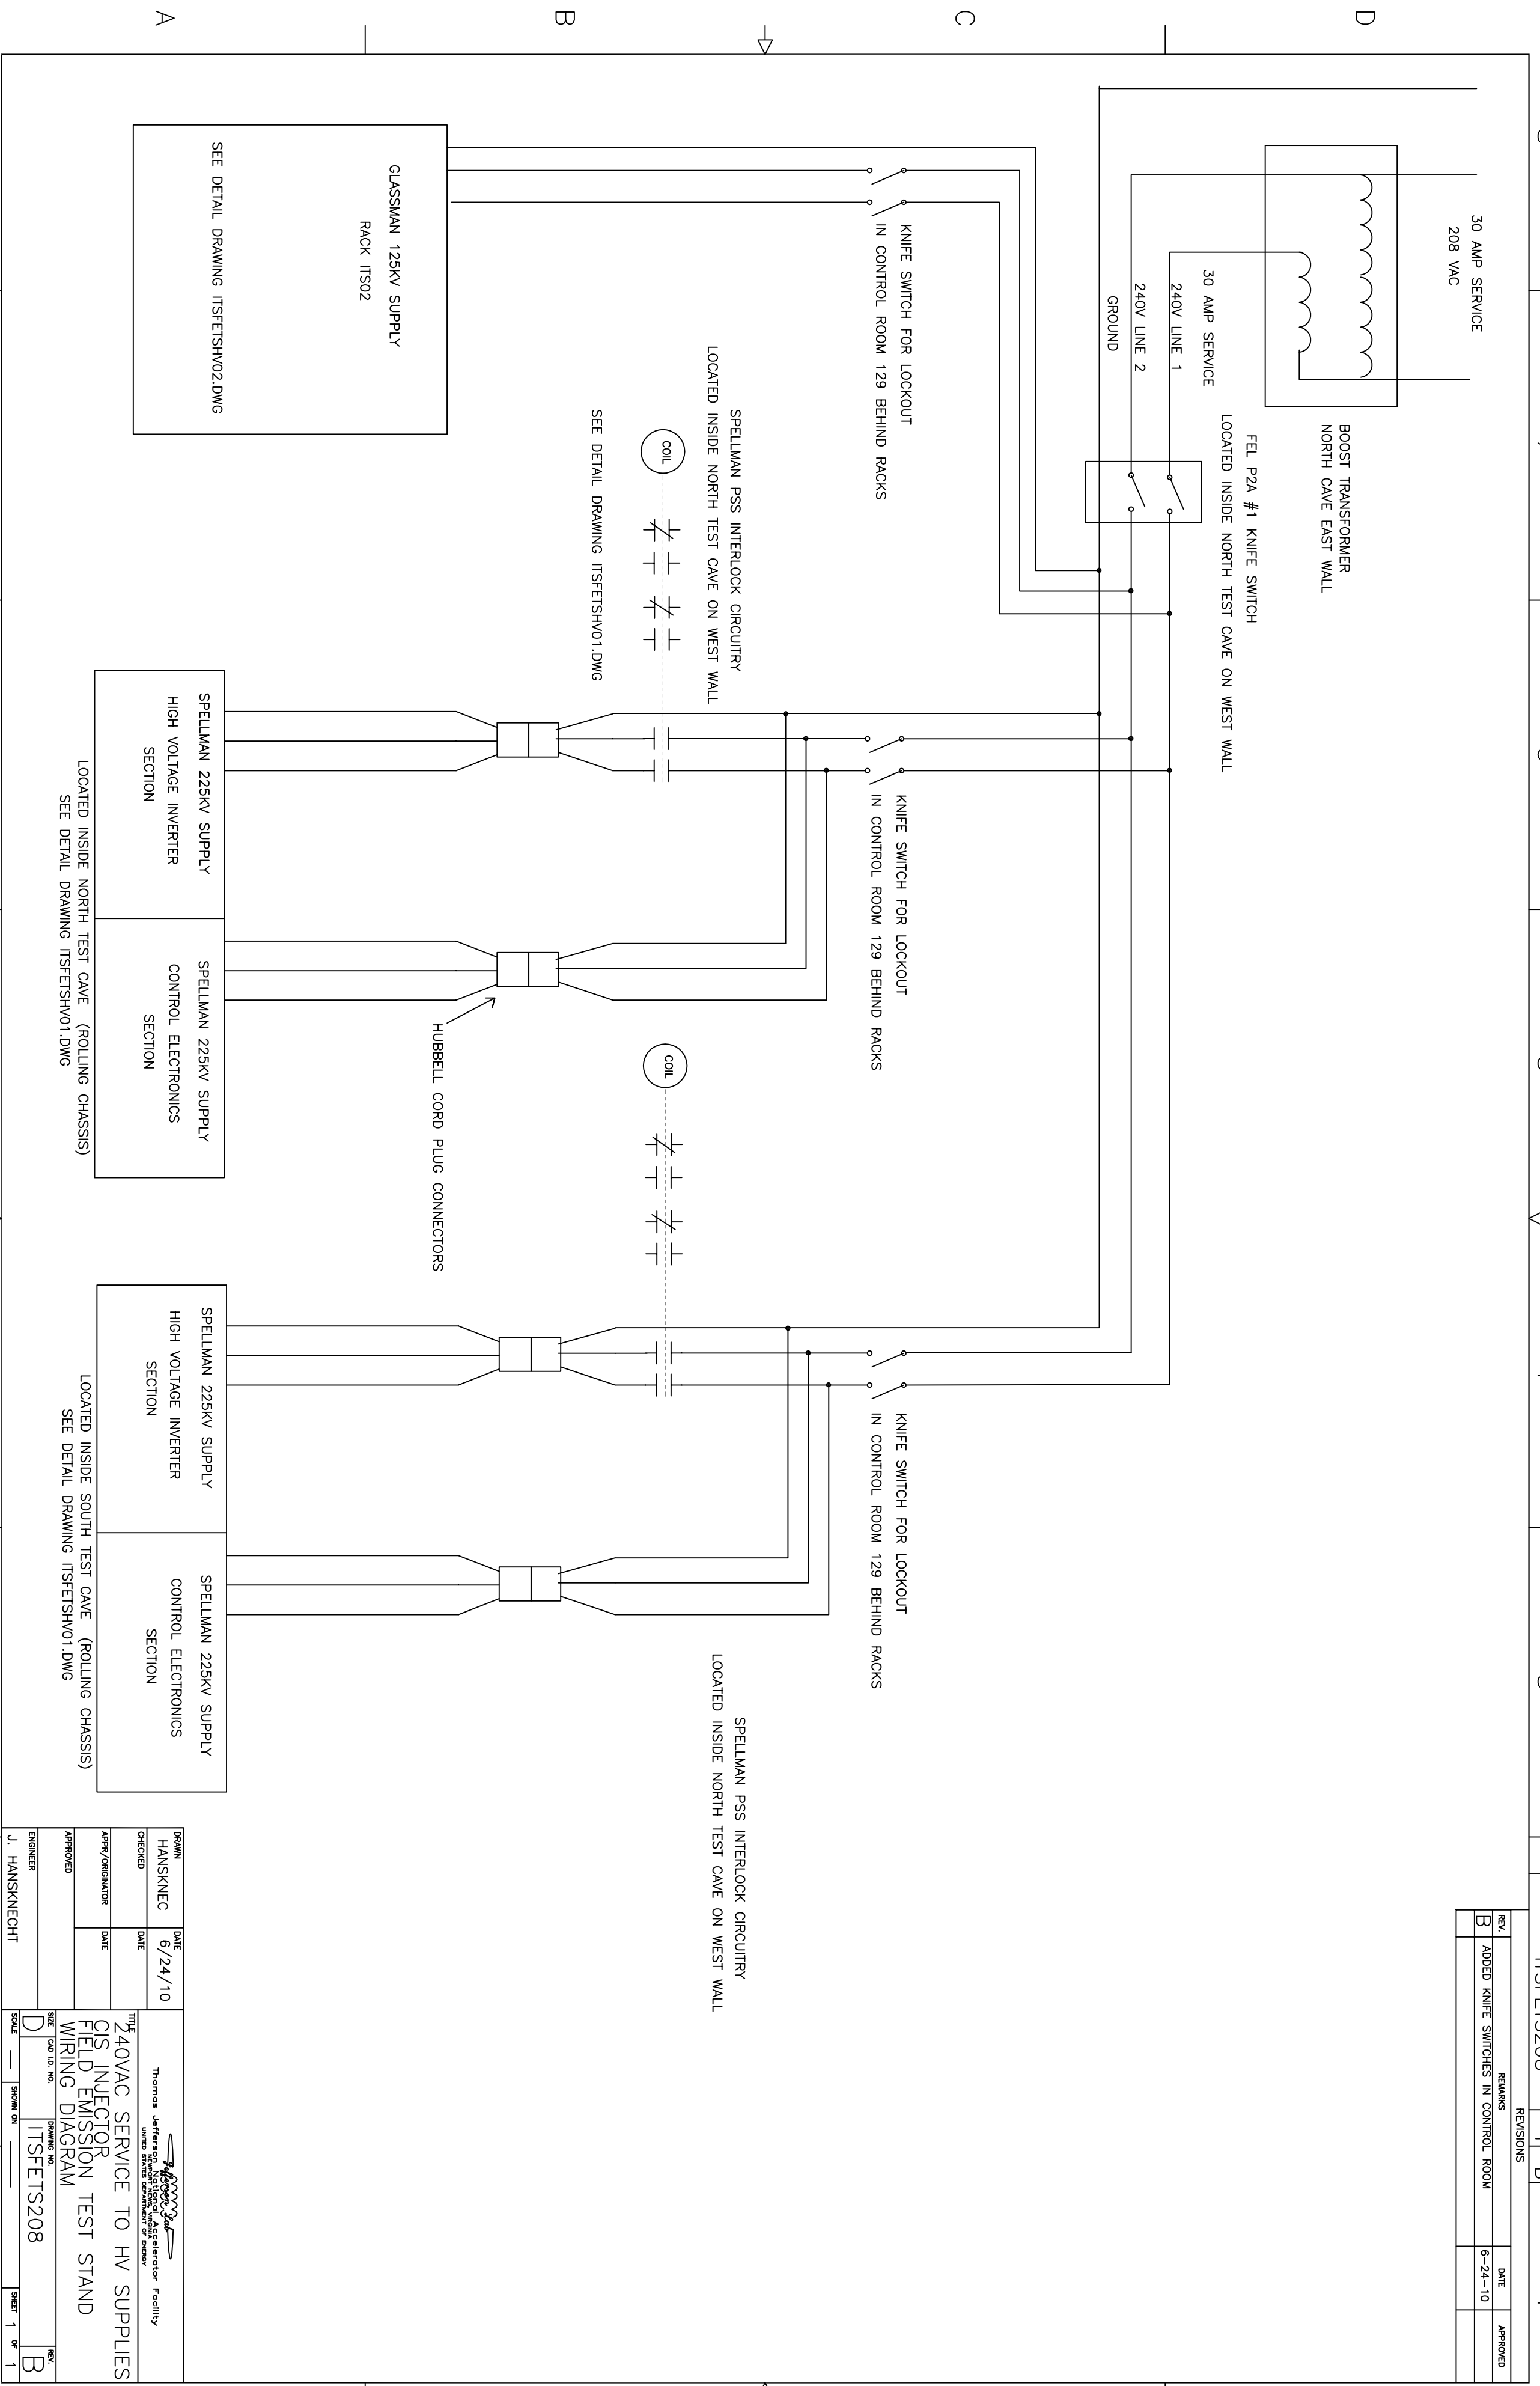 D
C
B
A
30 AMP SERVICE
208 VAC
BOOST TRANSFORMER
NORTH CAVE EAST WALL
30 AMP SERVICE
240V LINE 1
240V LINE 2
GROUND
FEL P2A #1 KNIFE SWITCH
LOCATED INSIDE NORTH TEST CAVE ON WEST WALL
KNIFE SWITCH FOR LOCKOUT
IN CONTROL ROOM 129 BEHIND RACKS
KNIFE SWITCH FOR LOCKOUT
IN CONTROL ROOM 129 BEHIND RACKS
KNIFE SWITCH FOR LOCKOUT
IN CONTROL ROOM 129 BEHIND RACKS
SPELLMAN PSS INTERLOCK CIRCUITRY
LOCATED INSIDE NORTH TEST CAVE ON WEST WALL
COIL
SEE DETAIL DRAWING ITSFETSHV01.DWG
COIL
SPELLMAN PSS INTERLOCK CIRCUITRY
LOCATED INSIDE NORTH TEST CAVE ON WEST WALL
GLASSMAN 125KV SUPPLY
RACK ITS02
SEE DETAIL DRAWING ITSFETSHV02.DWG
HUBBELL CORD PLUG CONNECTORS
SPELLMAN 225KV SUPPLY
HIGH VOLTAGE INVERTER
SECTION
SPELLMAN 225KV SUPPLY
CONTROL ELECTRONICS
SECTION
LOCATED INSIDE NORTH TEST CAVE (ROLLING CHASSIS)
SEE DETAIL DRAWING ITSFETSHV01.DWG
SPELLMAN 225KV SUPPLY
HIGH VOLTAGE INVERTER
SECTION
SPELLMAN 225KV SUPPLY
CONTROL ELECTRONICS
SECTION
LOCATED INSIDE SOUTH TEST CAVE (ROLLING CHASSIS)
SEE DETAIL DRAWING ITSFETSHV01.DWG
REVISIONS
REV. REMARKS DATE APPROVED
B ADDED KNIFE SWITCHES IN CONTROL ROOM 6-24-10
DRAWN DATE
HANSKNEC 6/24/10
CHECKED DATE
APPR/ORIGINATOR DATE
APPROVED
ENGINEER
J. HANSKNECHT
Jefferson Lab
Thomas Jefferson National Accelerator Facility
NEWPORT NEWS, VIRGINIA
UNITED STATES DEPARTMENT OF ENERGY
TITLE
240VAC SERVICE TO HV SUPPLIES
CIS INJECTOR
FIELD EMISSION TEST STAND
WIRING DIAGRAM
SIZE CAD I.D. NO. DRAWING NO. REV.
D ITSFETS208 B
SCALE SHOWN ON SHEET 1 OF 1